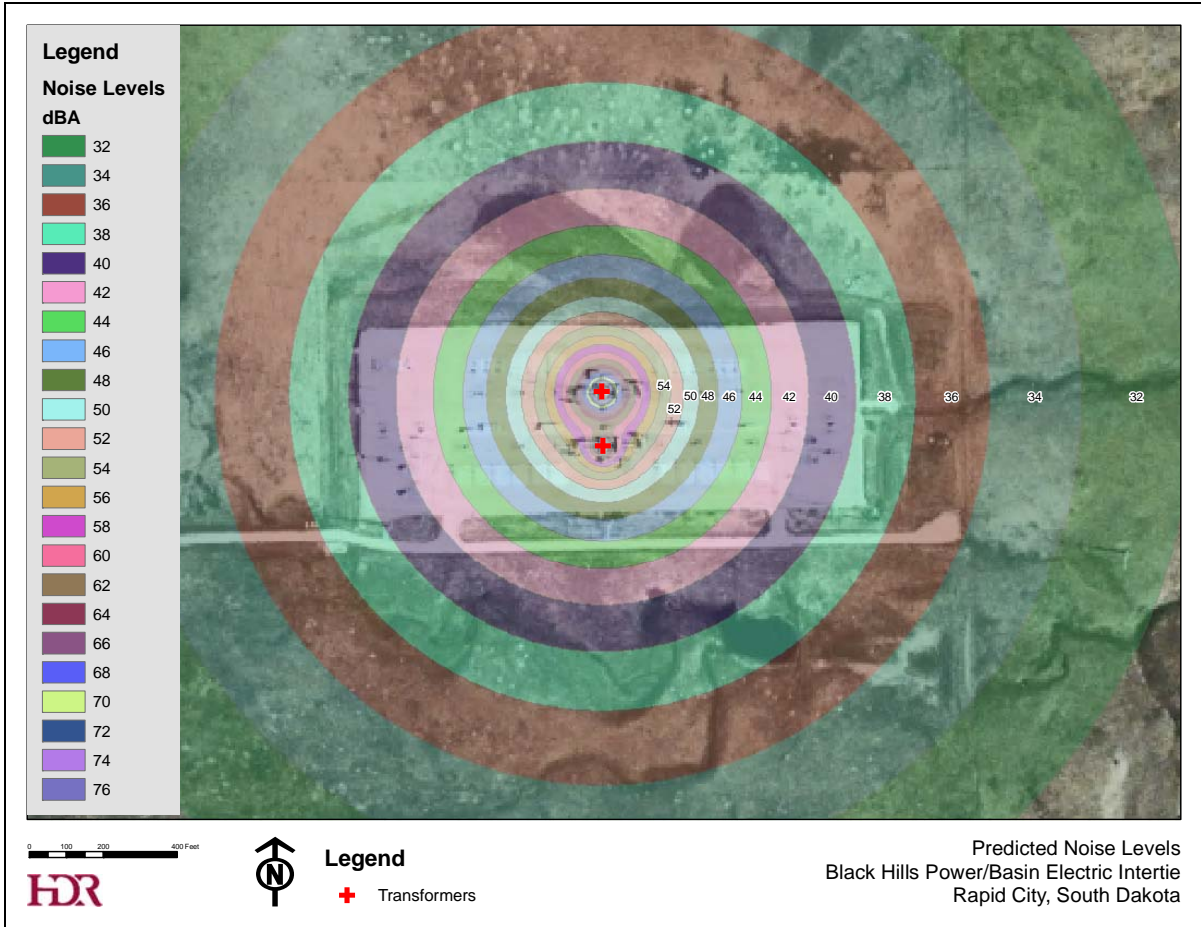 Legend
Noise Levels
dBA
32
34
36
38
40
42
44
46
48
50
52
54
56
58
60
62
64
66
68
70
72
74
76
54
52
50 48 46 44 42 40 38 36 34 32
0 100 200 400 Feet
HDR
N
Legend
Transformers
Predicted Noise Levels
Black Hills Power/Basin Electric Intertie
Rapid City, South Dakota